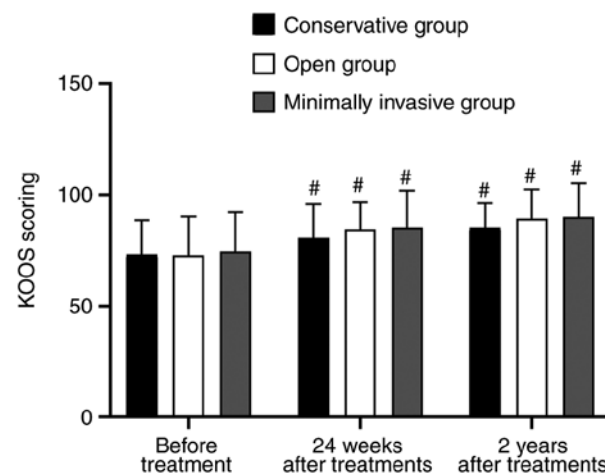 Conservative group
Open group
Minimally invasive group
150
100
50
0
KOOS scoring
# # # # # #
Before treatment
24 weeks after treatments
2 years after treatments